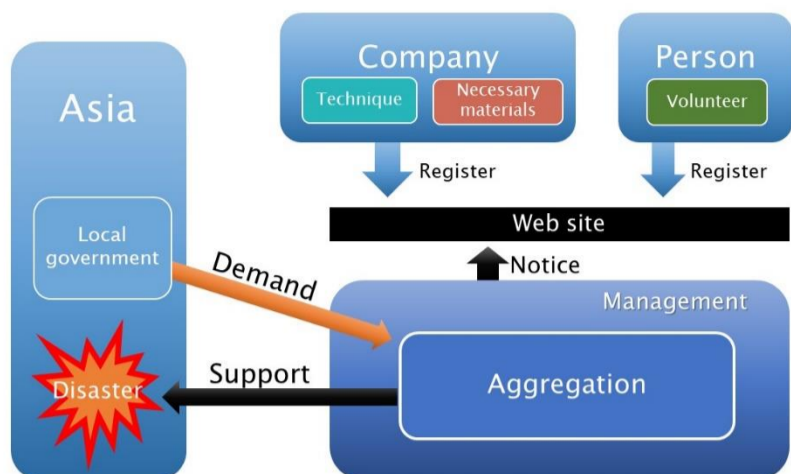 Asia
Local
government
Disaster
Company
Technique
Necessary
materials
Person
Volunteer
Register
Register
Web site
Demand
Notice
Support
Management
Aggregation